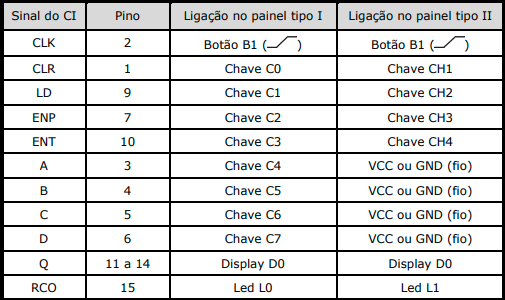 Sinal do CI Pino Ligação no painel tipo I Ligação no painel tipo II
CLK 2 Botão B1 ( ) Botão B1 ( )
CLR 1 Chave C0 Chave CH1
LD 9 Chave C1 Chave CH2
ENP 7 Chave C2 Chave CH3
ENT 10 Chave C3 Chave CH4
A 3 Chave C4 VCC ou GND (fio)
B 4 Chave C5 VCC ou GND (fio)
C 5 Chave C6 VCC ou GND (fio)
D 6 Chave C7 VCC ou GND (fio)
Q 11 a 14 Display D0 Display D0
RCO 15 Led L0 Led L1